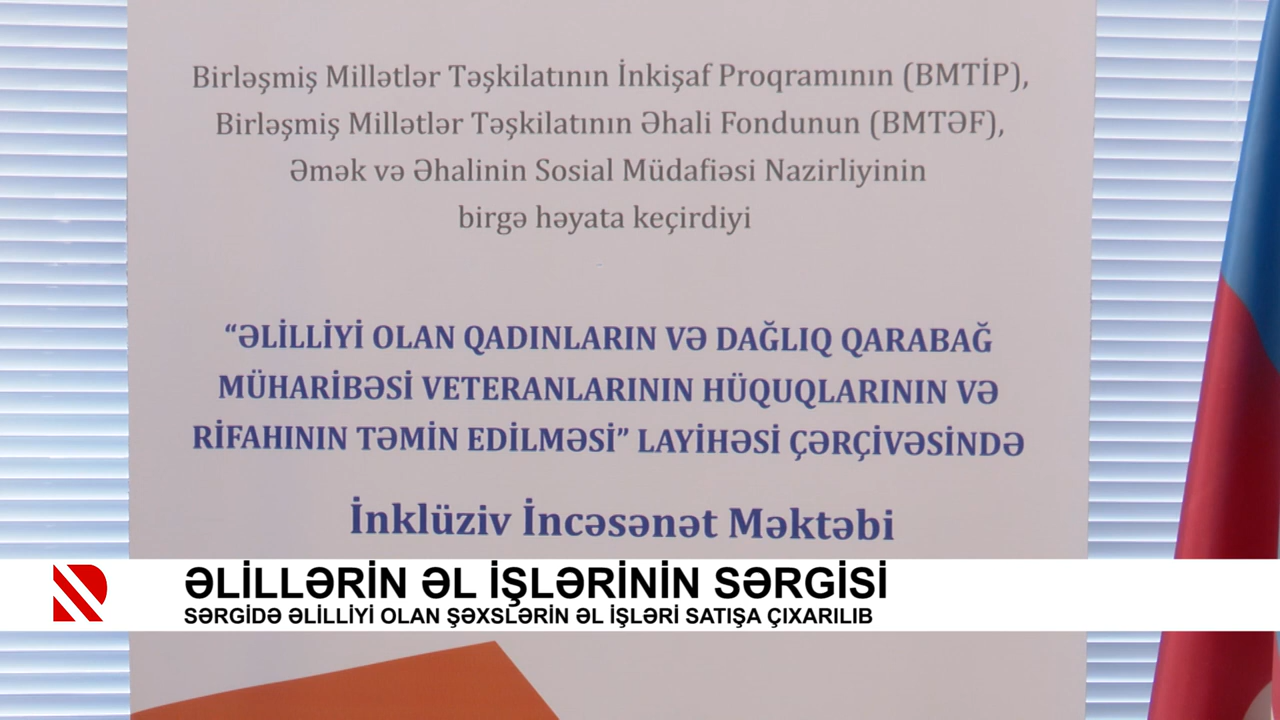 Birləşmiş Millətlər Təşkilatının İnkişaf Proqramının (BMTİP),
Birləşmiş Millətlər Təşkilatının Əhali Fondunun (BMTƏF),
Əmək və Əhalinin Sosial Müdafiəsi Nazirliyinin
birgə həyata keçirdiyi
“ƏLİLLİYİ OLAN QADINLARIN VƏ DAĞLIQ QARABAĞ
MÜHARİBƏSİ VETERANLARININ HÜQUQLARININ VƏ
RİFAHININ TƏMİN EDİLMƏSİ” LAYİHƏSİ ÇƏRÇİVƏSİNDƏ
İnklüziv İncəsənət Məktəbi
ƏLİLLƏRİN ƏL İŞLƏRİNİN SƏRGİSİ
SƏRGİDƏ ƏLİLLİYİ OLAN ŞƏXSLƏRİN ƏL İŞLƏRİ SATIŞA ÇIXARILIB